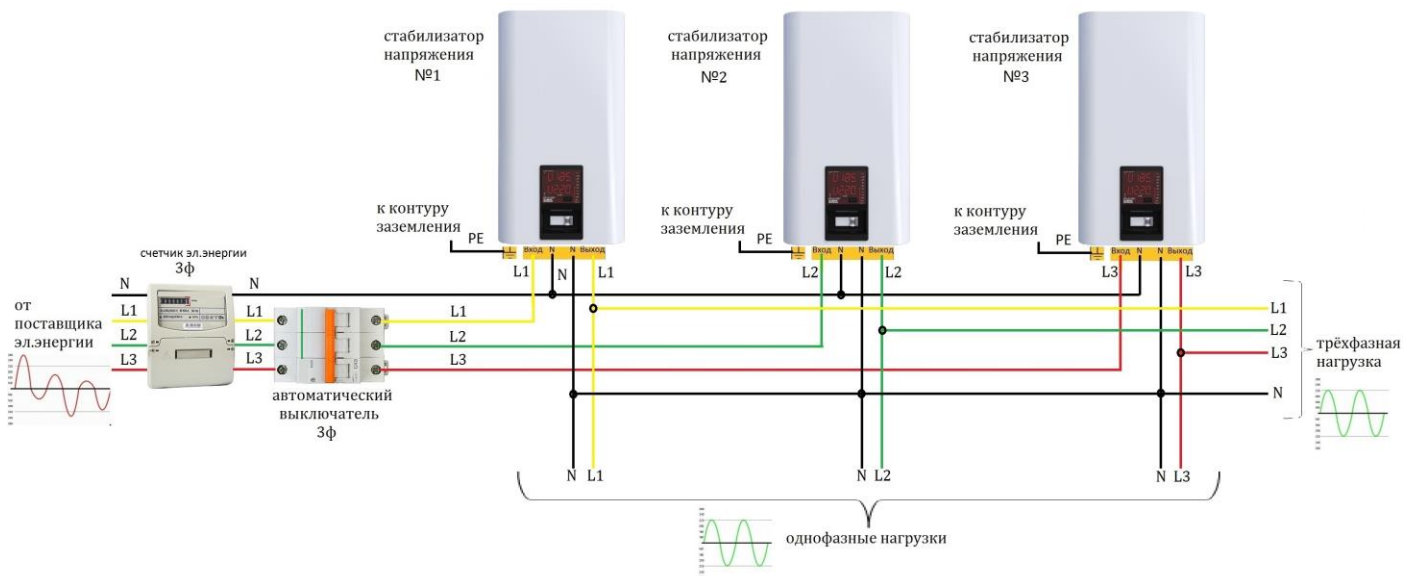 стабилизатор
напряжения
№1
стабилизатор
напряжения
№2
стабилизатор
напряжения
№3
к контуру
заземления
PE
Вход N N Выход
L1 N L1
к контуру
заземления
PE
Вход N N Выход
L2 L2
к контуру
заземления
PE
Вход N N Выход
L3 L3
счетчик эл.энергии
3ф
от
поставщика
эл.энергии
N N
L1 L1 L1
L2 L2 L2
L3 L3 L3
автоматический
выключатель
3ф
L1
L2
L3
N
трёхфазная
нагрузка
N L1
N L2
N L3
однофазные нагрузки